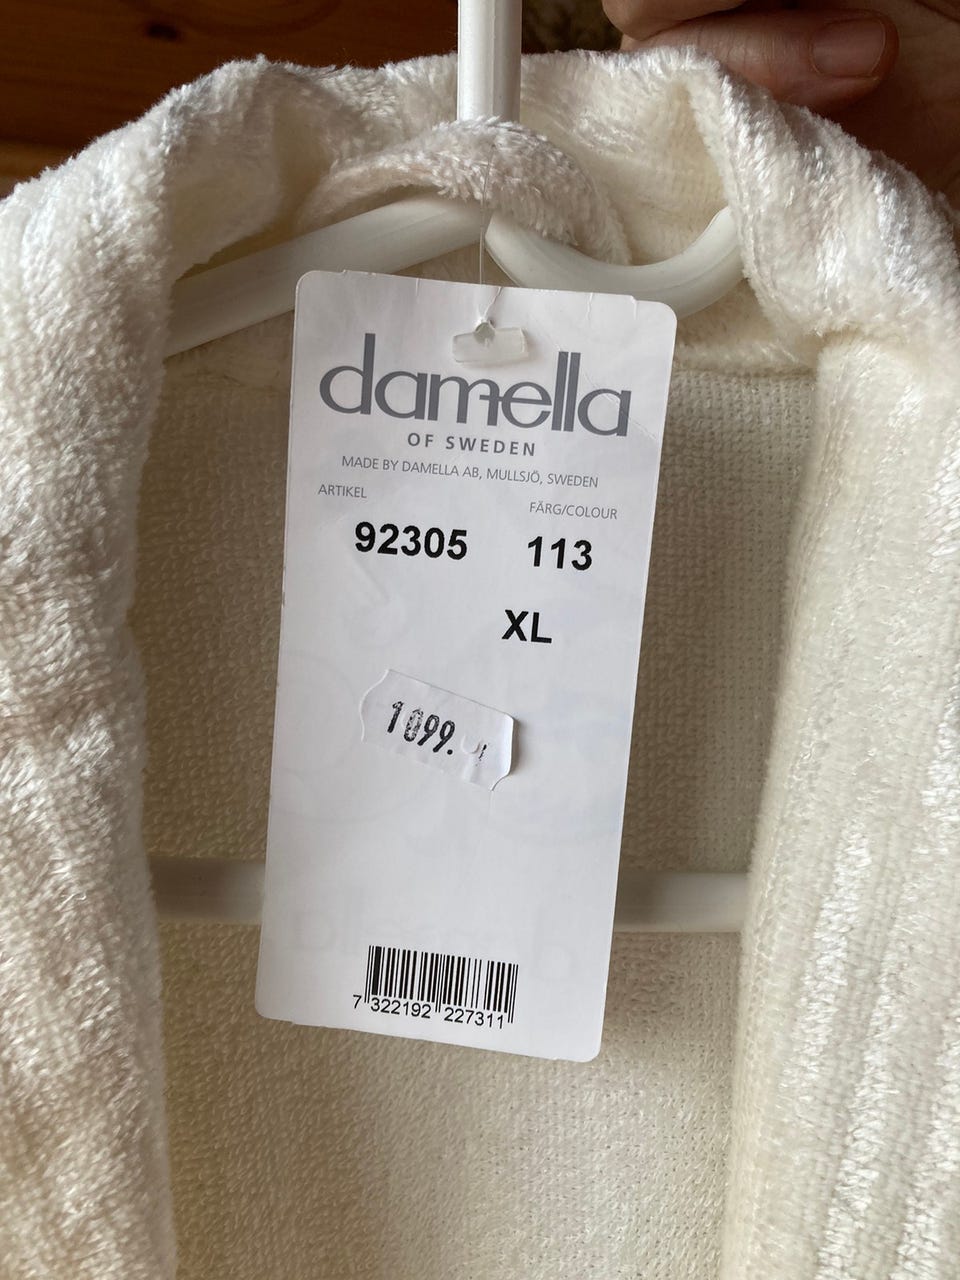 damella
OF SWEDEN
MADE BY DAMELLA AB, MULLSJÖ, SWEDEN
ARTIKEL
FÄRG/COLOUR
92305 113
XL
1099.
7 322192 227311